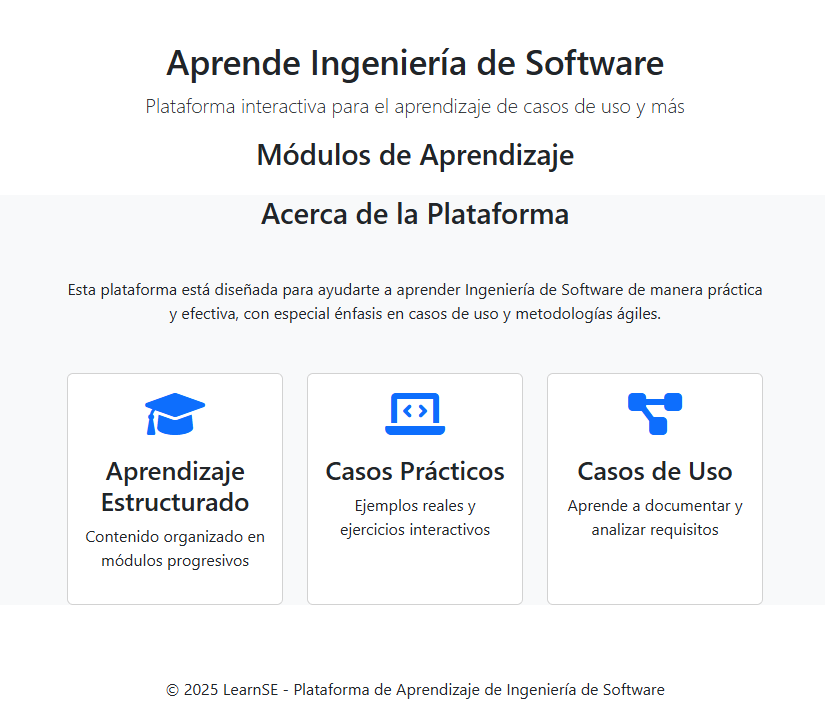 Aprende Ingeniería de Software
Plataforma interactiva para el aprendizaje de casos de uso y más
Módulos de Aprendizaje
Acerca de la Plataforma
Esta plataforma está diseñada para ayudarte a aprender Ingeniería de Software de manera práctica
y efectiva, con especial énfasis en casos de uso y metodologías ágiles.
Aprendizaje
Estructurado
Contenido organizado en
módulos progresivos
Casos Prácticos
Ejemplos reales y
ejercicios interactivos
Casos de Uso
Aprende a documentar y
analizar requisitos
© 2025 LearnSE - Plataforma de Aprendizaje de Ingeniería de Software